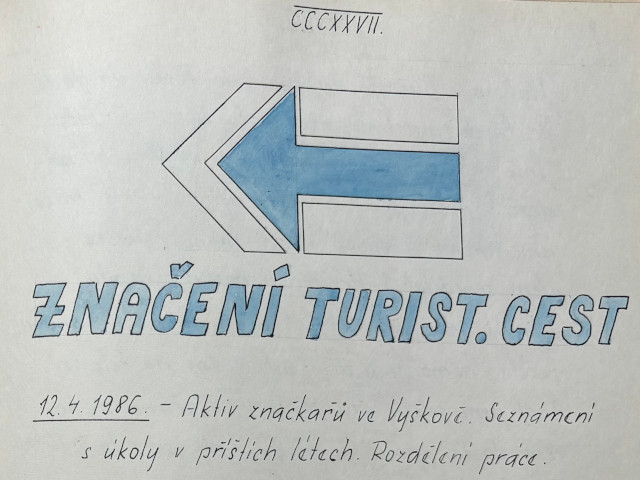 CCCXXVII.
ZNAČENÍ TURIST. CEST
12.4.1986. – Aktiv značkařů ve Vyškově. Seznámení
s úkoly v příštích létech. Rozdělení práce.